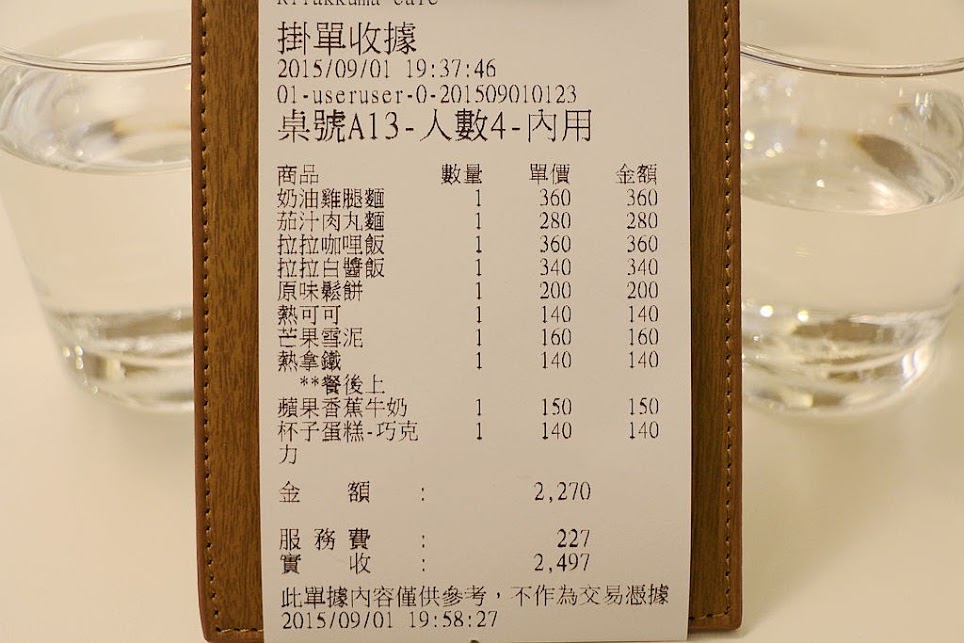 Rilakkuma Cafe
掛單收據
2015/09/01 19:37:46
01-useruser-0-201509010123
桌號A13-人數4-內用
商品 數量 單價 金額
奶油雞腿麵 1 360 360
茄汁肉丸麵 1 280 280
拉拉咖哩飯 1 360 360
拉拉白醬飯 1 340 340
原味鬆餅 1 200 200
熱可可 1 140 140
芒果雪泥 1 160 160
熱拿鐵 1 140 140
**餐後上
蘋果香蕉牛奶 1 150 150
杯子蛋糕-巧克 1 140 140
力
金額: 2,270
服務費: 227
實收: 2,497
此單據內容僅供參考,不作為交易憑據
2015/09/01 19:58:27